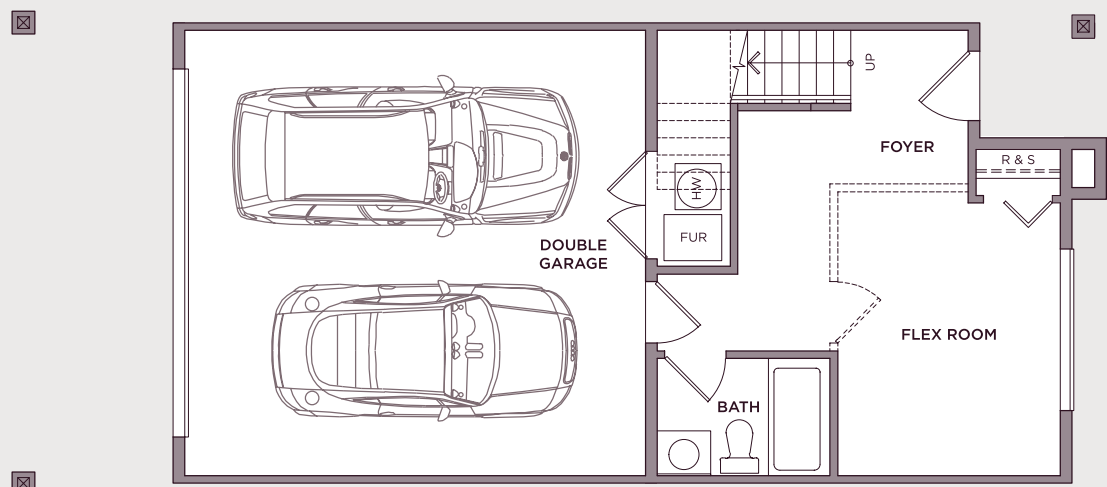 UP
FOYER
R & S
HW
FUR
DOUBLE
GARAGE
FLEX ROOM
BATH